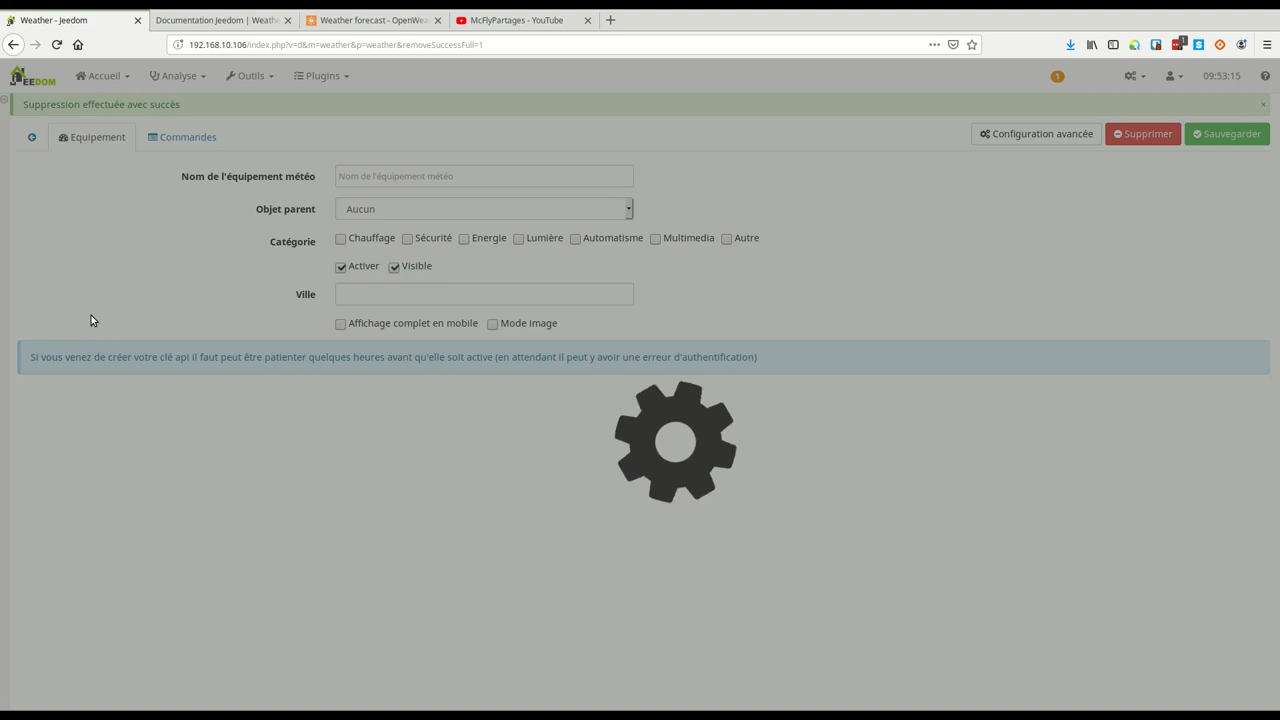 Weather - Jeedom
Documentation Jeedom | Weath
Weather forecast - OpenWea
McFlyPartages - YouTube
192.168.10.106/index.php?v=d&m=weather&p=weather&removeSuccessFull=1
1
JEEDOM
Accueil
Analyse
Outils
Plugins
1
09:53:15
Suppression effectuée avec succès
×
Equipement
Commandes
Configuration avancée
Supprimer
Sauvegarder
Nom de l'équipement météo
Nom de l'équipement météo
Objet parent
Aucun
Catégorie
Chauffage Sécurité Energie Lumière Automatisme Multimedia Autre
Activer Visible
Ville
Affichage complet en mobile Mode image
Si vous venez de créer votre clé api il faut peut être patienter quelques heures avant qu'elle soit active (en attendant il peut y avoir une erreur d'authentification)